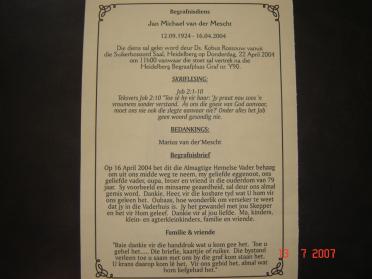 Begrafnisdiens
Jan Michael van der Mescht
12.09.1924 - 16.04.2004
Die diens sal gelei word deur Ds. Kobus Rossouw vanuit
die Suikerbosrand Saal, Heidelberg op Donderdag, 22 April 2004
om 11h00 vanwaar die stoet sal vertrek na die
Heidelberg Begraafplaas Graf nr. Y90.
SKRIFLESING:
Job 2:1-10
Tekovers Job 2:10 "Toe sê hy vir haar: 'Jy praat nou soos 'n
vroumens sonder verstand. As ons die goeie van God aanvaar,
moet ons nie ook die slegte aanvaar nie?' Onder alles het Job
geen woord gesondig nie.
BEDANKINGS:
Marius van der Mescht
Begrafnisbrief
Op 16 April 2004 het dit die Almagtige Hemelse Vader behaag
om uit ons midde weg te neem, my geliefde eggenoot, ons
geliefde vader, oupa, broer en vriend in die ouderdom van 79
jaar. Sy voorbeeld en minsame geaardheid, sal deur ons almal
gemis word. Dankie, Heer, vir die kosbare tyd wat U hom vir
ons geleen het. Oubaas, hoe wonderlik om verseker te weet
dat jy in die Vaderhuis is. Jy het gewandel met jou Skepper
en het vir Hom geleef. Dankie vir al jou liefde. Ma, kinders,
klein- en agterkleinkinders, familie en vriende.
Familie & vriende
"Baie dankie vir die handdruk wat u kom gee het. Toe u
gebel het..... Die briefie, kaartjie of ruiker. Die bystand
verleen toe u saam met ons by die graf kom staan het.
U krans daarop kom lê het. Vir ons gebid het, almal wat
hom liefgehad het."
13 7 2007